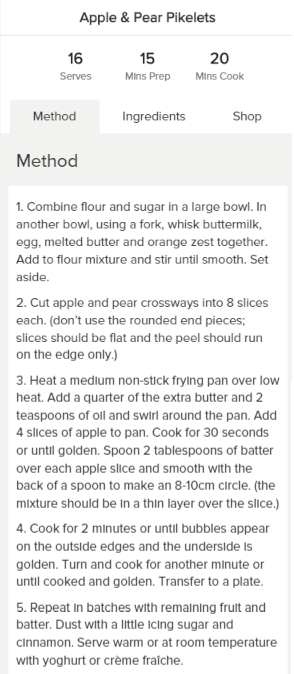 Apple & Pear Pikelets
16 15 20
Serves Mins Prep Mins Cook
Method Ingredients Shop
Method
1. Combine flour and sugar in a large bowl. In
another bowl, using a fork, whisk buttermilk,
egg, melted butter and orange zest together.
Add to flour mixture and stir until smooth. Set
aside.
2. Cut apple and pear crossways into 8 slices
each. (don't use the rounded end pieces;
slices should be flat and the peel should run
on the edge only.)
3. Heat a medium non-stick frying pan over low
heat. Add a quarter of the extra butter and 2
teaspoons of oil and swirl around the pan. Add
4 slices of apple to pan. Cook for 30 seconds
or until golden. Spoon 2 tablespoons of batter
over each apple slice and smooth with the
back of a spoon to make an 8-10cm circle. (the
mixture should be in a thin layer over the slice.)
4. Cook for 2 minutes or until bubbles appear
on the outside edges and the underside is
golden. Turn and cook for another minute or
until cooked and golden. Transfer to a plate.
5. Repeat in batches with remaining fruit and
batter. Dust with a little icing sugar and
cinnamon. Serve warm or at room temperature
with yoghurt or crème fraîche.